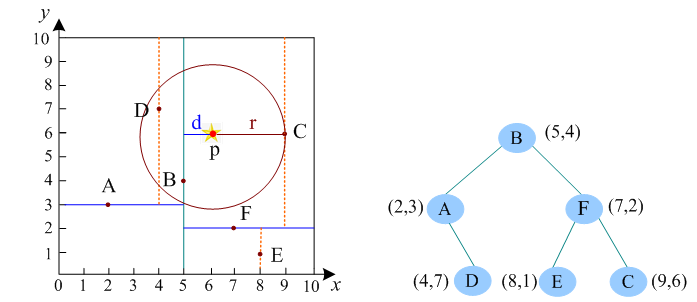 y
10
9
8
7
6
5
4
3
2
1
0 1 2 3 4 5 6 7 8 9 10 x
D
d
r
C
p
B
A
F
E
B (5,4)
(2,3) A
F (7,2)
(4,7) D
(8,1) E
C (9,6)